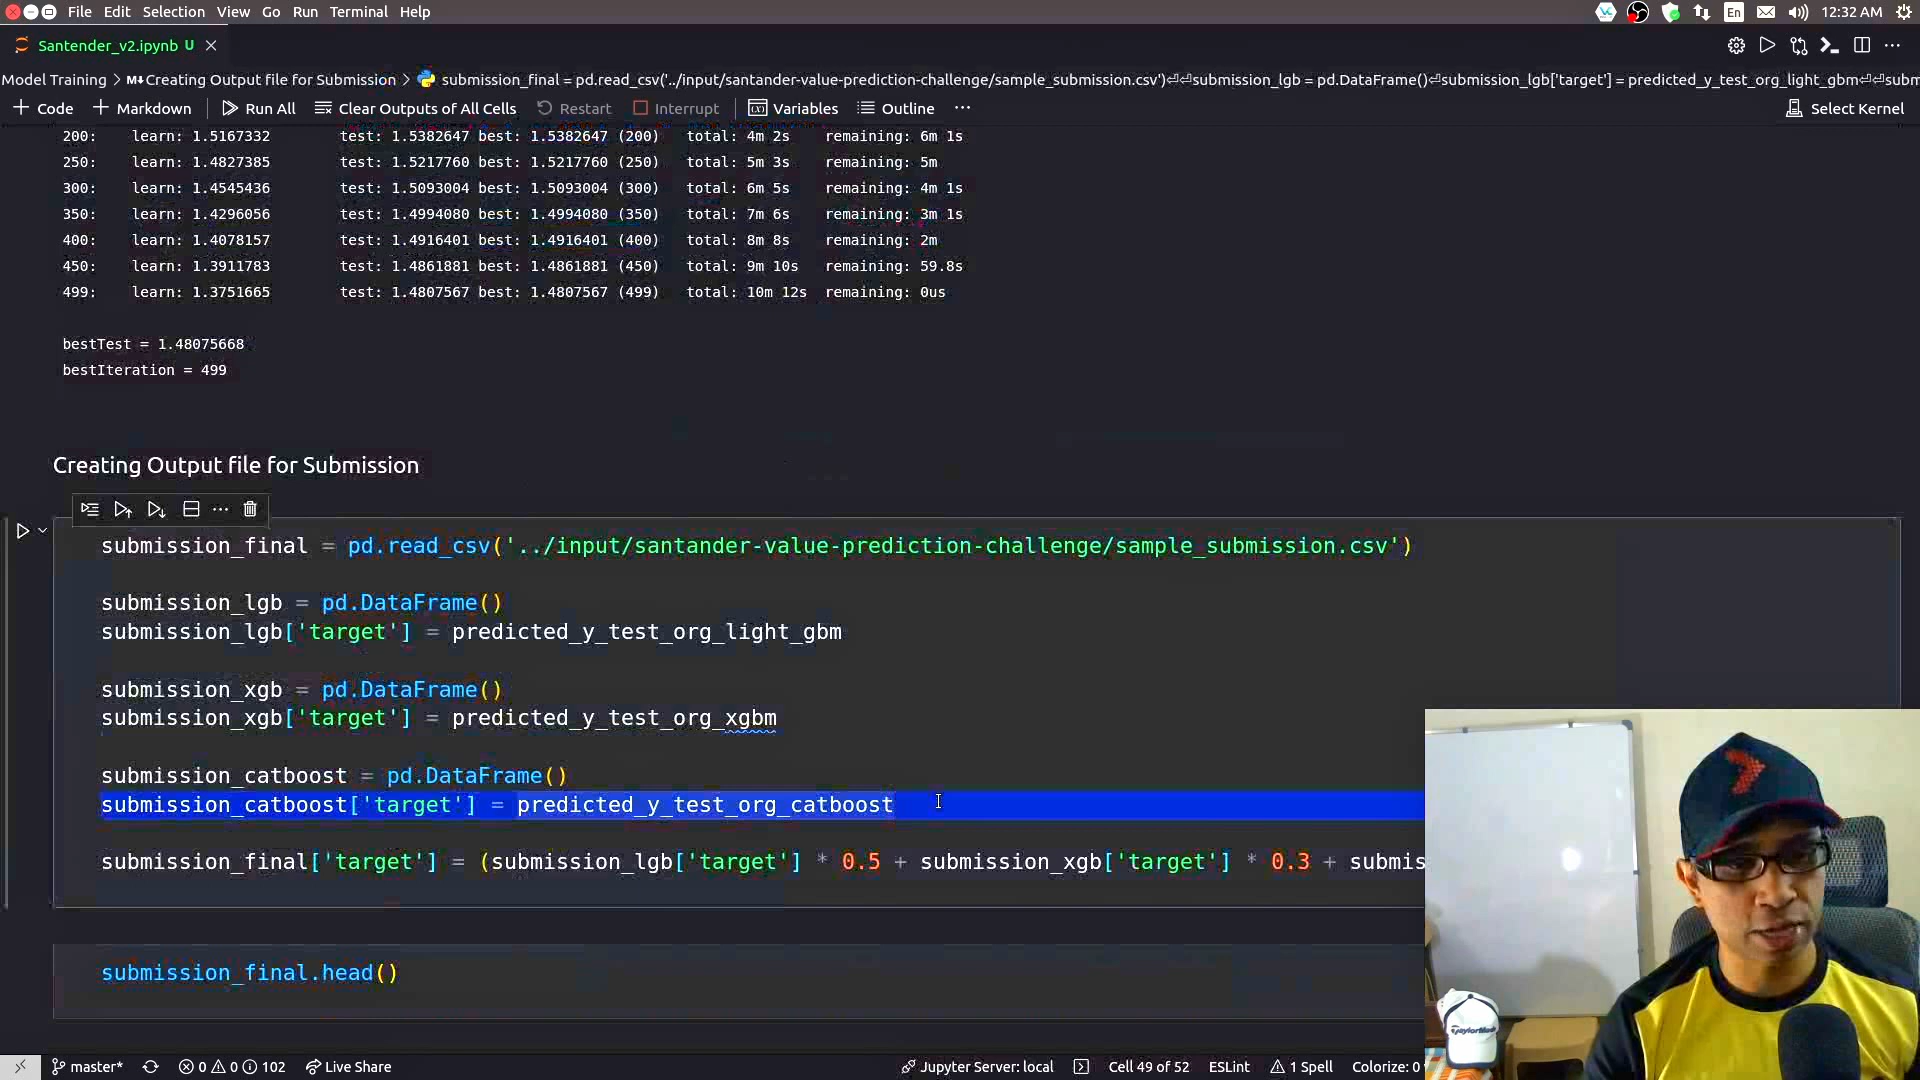 File Edit Selection View Go Run Terminal Help
En 12:32 AM
Santender_v2.ipynb U
Model Training > M↓Creating Output file for Submission > submission_final = pd.read_csv('../input/santander-value-prediction-challenge/sample_submission.csv')⏎⏎submission_lgb = pd.DataFrame()⏎submission_lgb['target'] = predicted_y_test_org_light_gbm⏎⏎subm
+ Code + Markdown Run All Clear Outputs of All Cells Restart Interrupt Variables Outline ··· Select Kernel
200: learn: 1.5167332 test: 1.5382647 best: 1.5382647 (200) total: 4m 2s remaining: 6m 1s
250: learn: 1.4827385 test: 1.5217760 best: 1.5217760 (250) total: 5m 3s remaining: 5m
300: learn: 1.4545436 test: 1.5093004 best: 1.5093004 (300) total: 6m 5s remaining: 4m 1s
350: learn: 1.4296056 test: 1.4994080 best: 1.4994080 (350) total: 7m 6s remaining: 3m 1s
400: learn: 1.4078157 test: 1.4916401 best: 1.4916401 (400) total: 8m 8s remaining: 2m
450: learn: 1.3911783 test: 1.4861881 best: 1.4861881 (450) total: 9m 10s remaining: 59.8s
499: learn: 1.3751665 test: 1.4807567 best: 1.4807567 (499) total: 10m 12s remaining: 0us
bestTest = 1.48075668
bestIteration = 499
Creating Output file for Submission
submission_final = pd.read_csv('../input/santander-value-prediction-challenge/sample_submission.csv')
submission_lgb = pd.DataFrame()
submission_lgb['target'] = predicted_y_test_org_light_gbm
submission_xgb = pd.DataFrame()
submission_xgb['target'] = predicted_y_test_org_xgbm
submission_catboost = pd.DataFrame()
submission_catboost['target'] = predicted_y_test_org_catboost
submission_final['target'] = (submission_lgb['target'] * 0.5 + submission_xgb['target'] * 0.3 + submis
submission_final.head()
TaylorMade
master* 0 0 102 Live Share Jupyter Server: local Cell 49 of 52 ESLint 1 Spell Colorize: 0